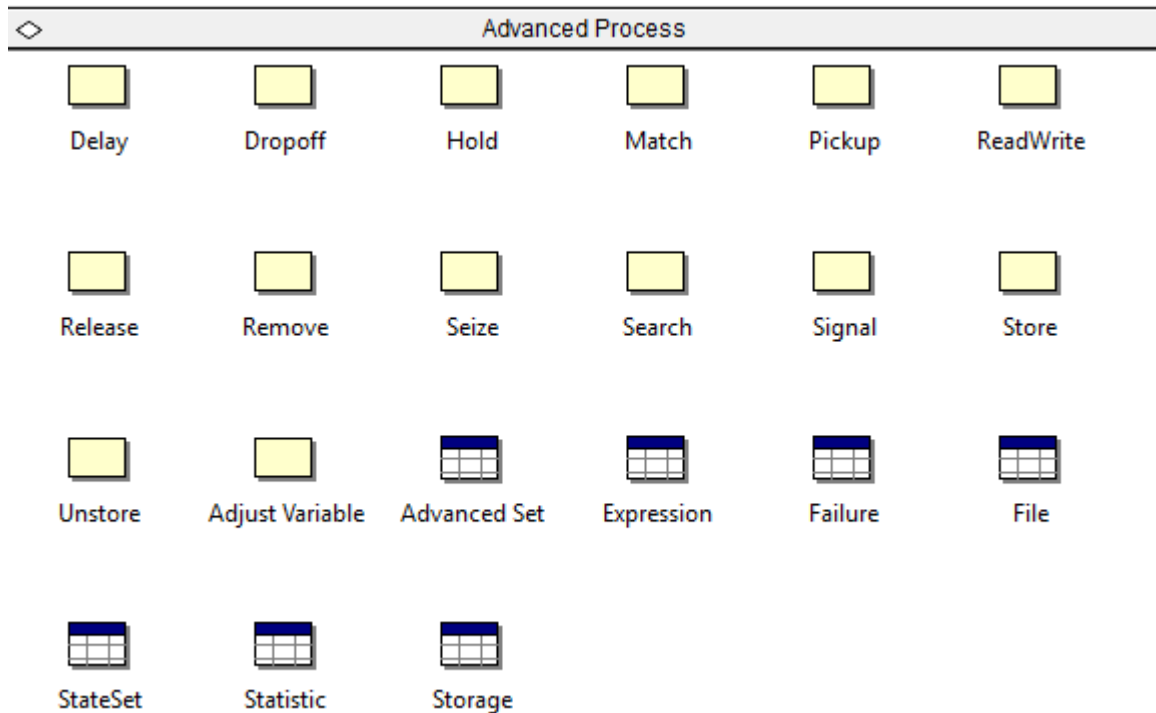 Advanced Process
Delay Dropoff Hold Match Pickup ReadWrite
Release Remove Seize Search Signal Store
Unstore Adjust Variable Advanced Set Expression Failure File
StateSet Statistic Storage